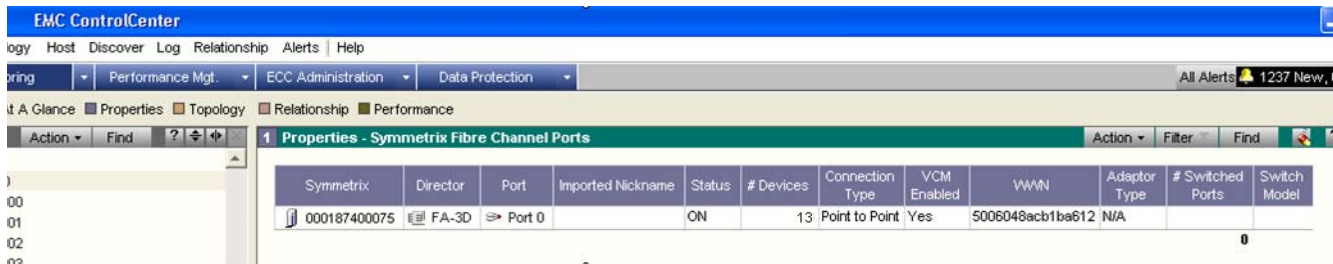 EMC ControlCenter
ogy Host Discover Log Relationship Alerts Help
oring Performance Mgt. ECC Administration Data Protection All Alerts 1237 New,
At A Glance Properties Topology Relationship Performance
Action Find ? 1 Properties - Symmetrix Fibre Channel Ports Action Filter Find
Symmetrix Director Port Imported Nickname Status # Devices Connection Type VCM Enabled WWN Adaptor Type # Switched Ports Switch Model
000187400075 FA-3D Port 0 ON 13 Point to Point Yes 5006048acb1ba612 N/A
0
00
01
02
03